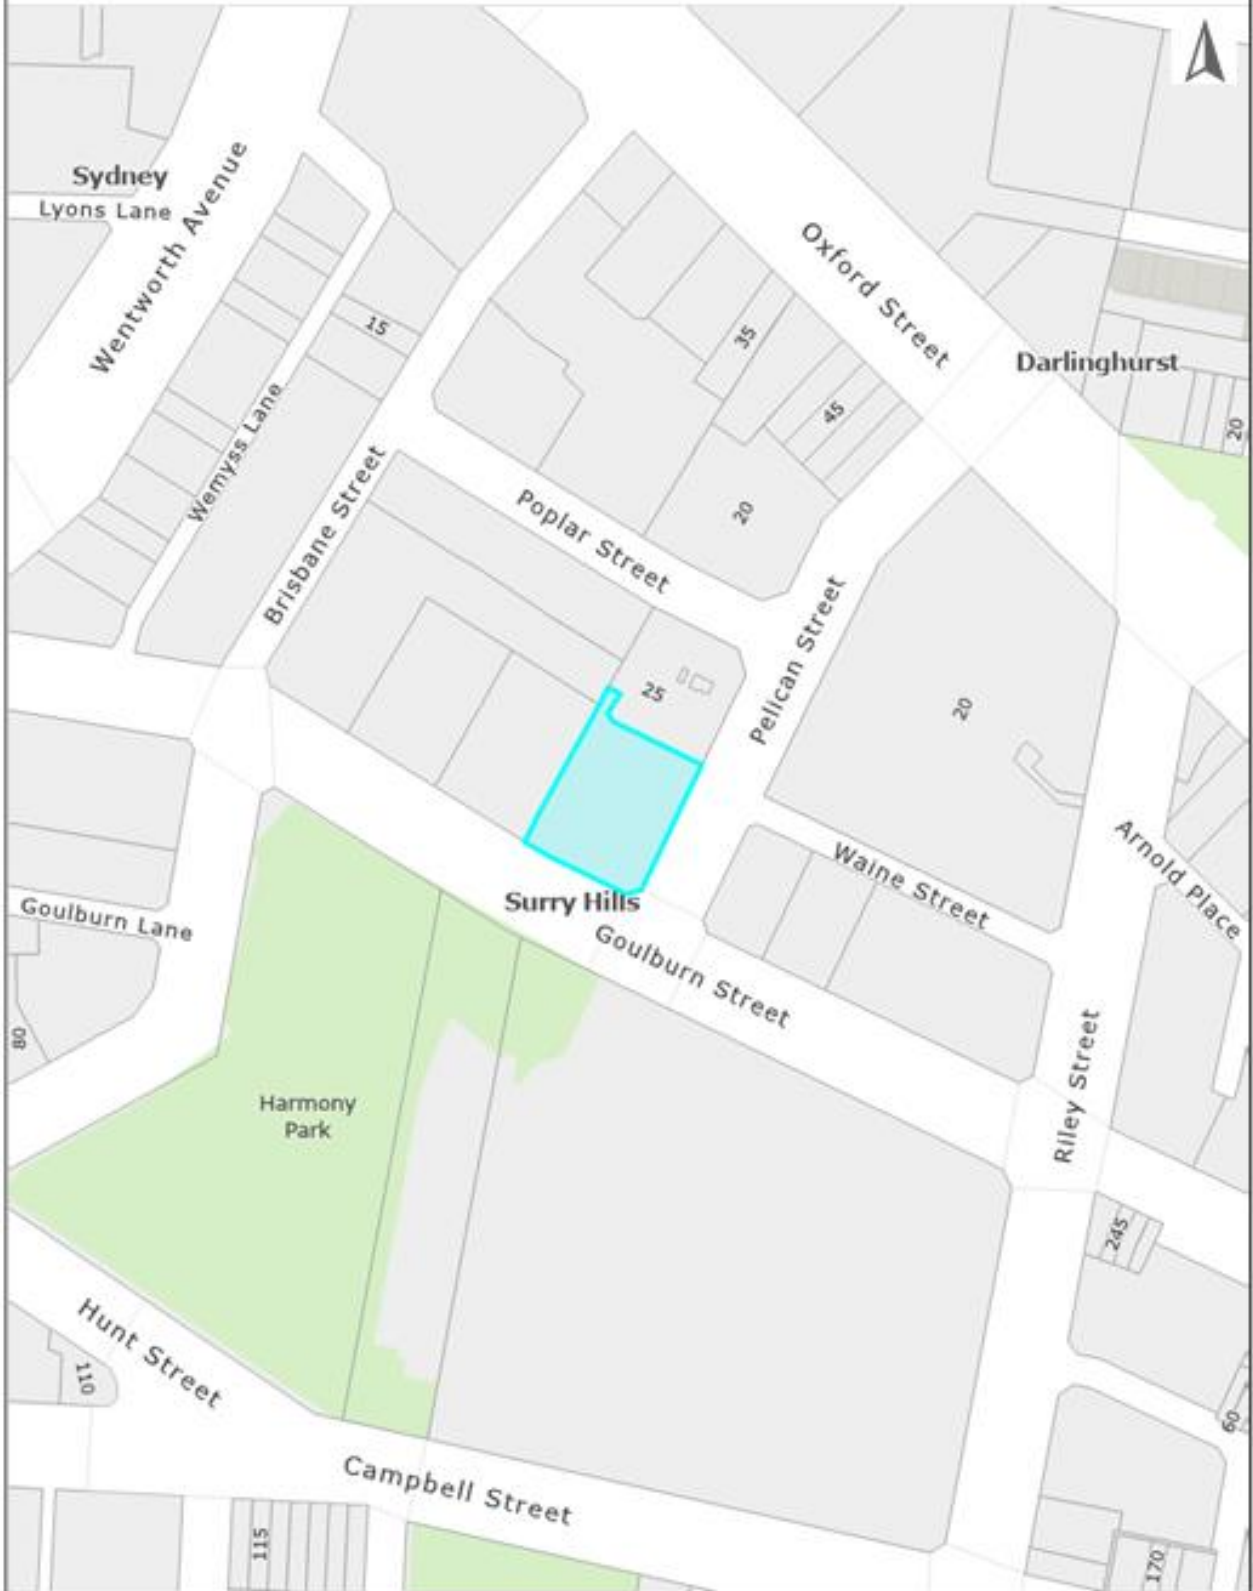 Sydney
Lyons Lane
Wentworth Avenue
Oxford Street
15
35
Darlinghurst
45
20
Wemyss Lane
Brisbane Street
Poplar Street
20
Pelican Street
25
20
Arnold Place
Waine Street
Surry Hills
Goulburn Lane
Goulburn Street
80
Riley Street
Harmony
Park
245
Hunt Street
110
60
Campbell Street
115
170